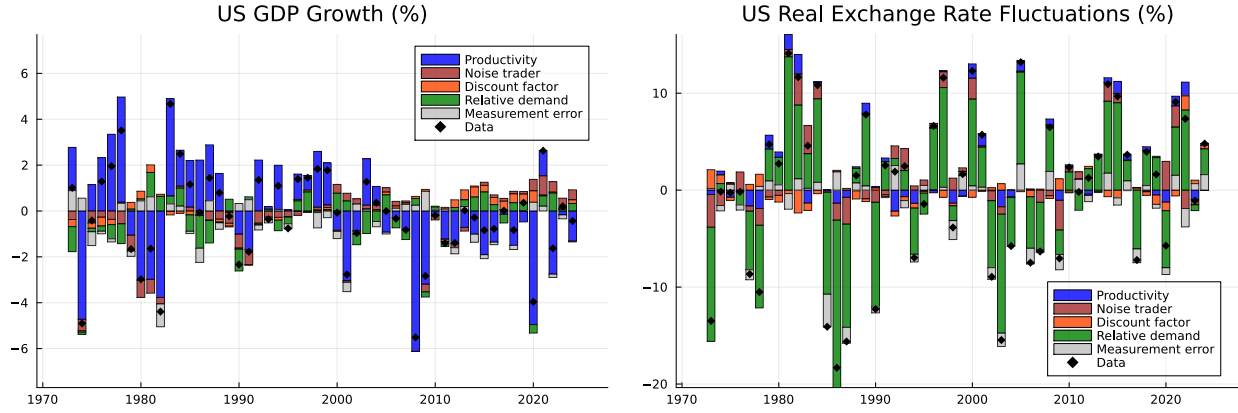 US GDP Growth (%)
6
4
2
0
−2
−4
−6
1970
1980
1990
2000
2010
2020
Productivity
Noise trader
Discount factor
Relative demand
Measurement error
Data
US Real Exchange Rate Fluctuations (%)
10
0
−10
−20
1970
1980
1990
2000
2010
2020
Productivity
Noise trader
Discount factor
Relative demand
Measurement error
Data